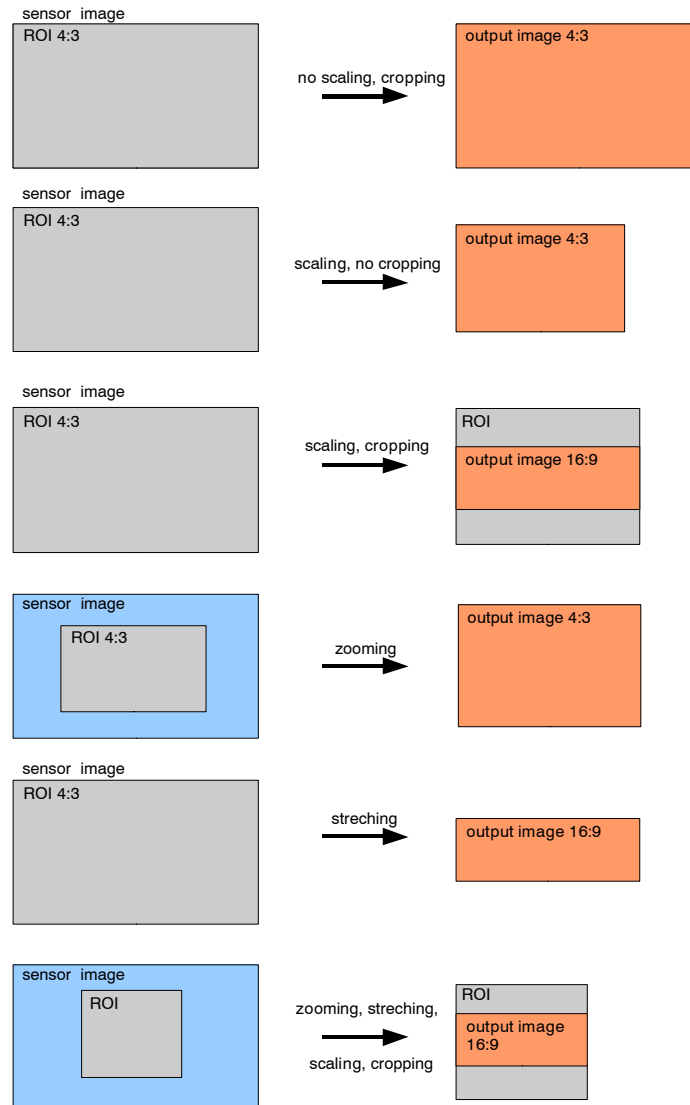 sensor image
ROI 4:3
no scaling, cropping
output image 4:3
sensor image
ROI 4:3
scaling, no cropping
output image 4:3
sensor image
ROI 4:3
scaling, cropping
ROI
output image 16:9
sensor image
ROI 4:3
zooming
output image 4:3
sensor image
ROI 4:3
streching
output image 16:9
sensor image
ROI
zooming, streching,
scaling, cropping
ROI
output image
16:9